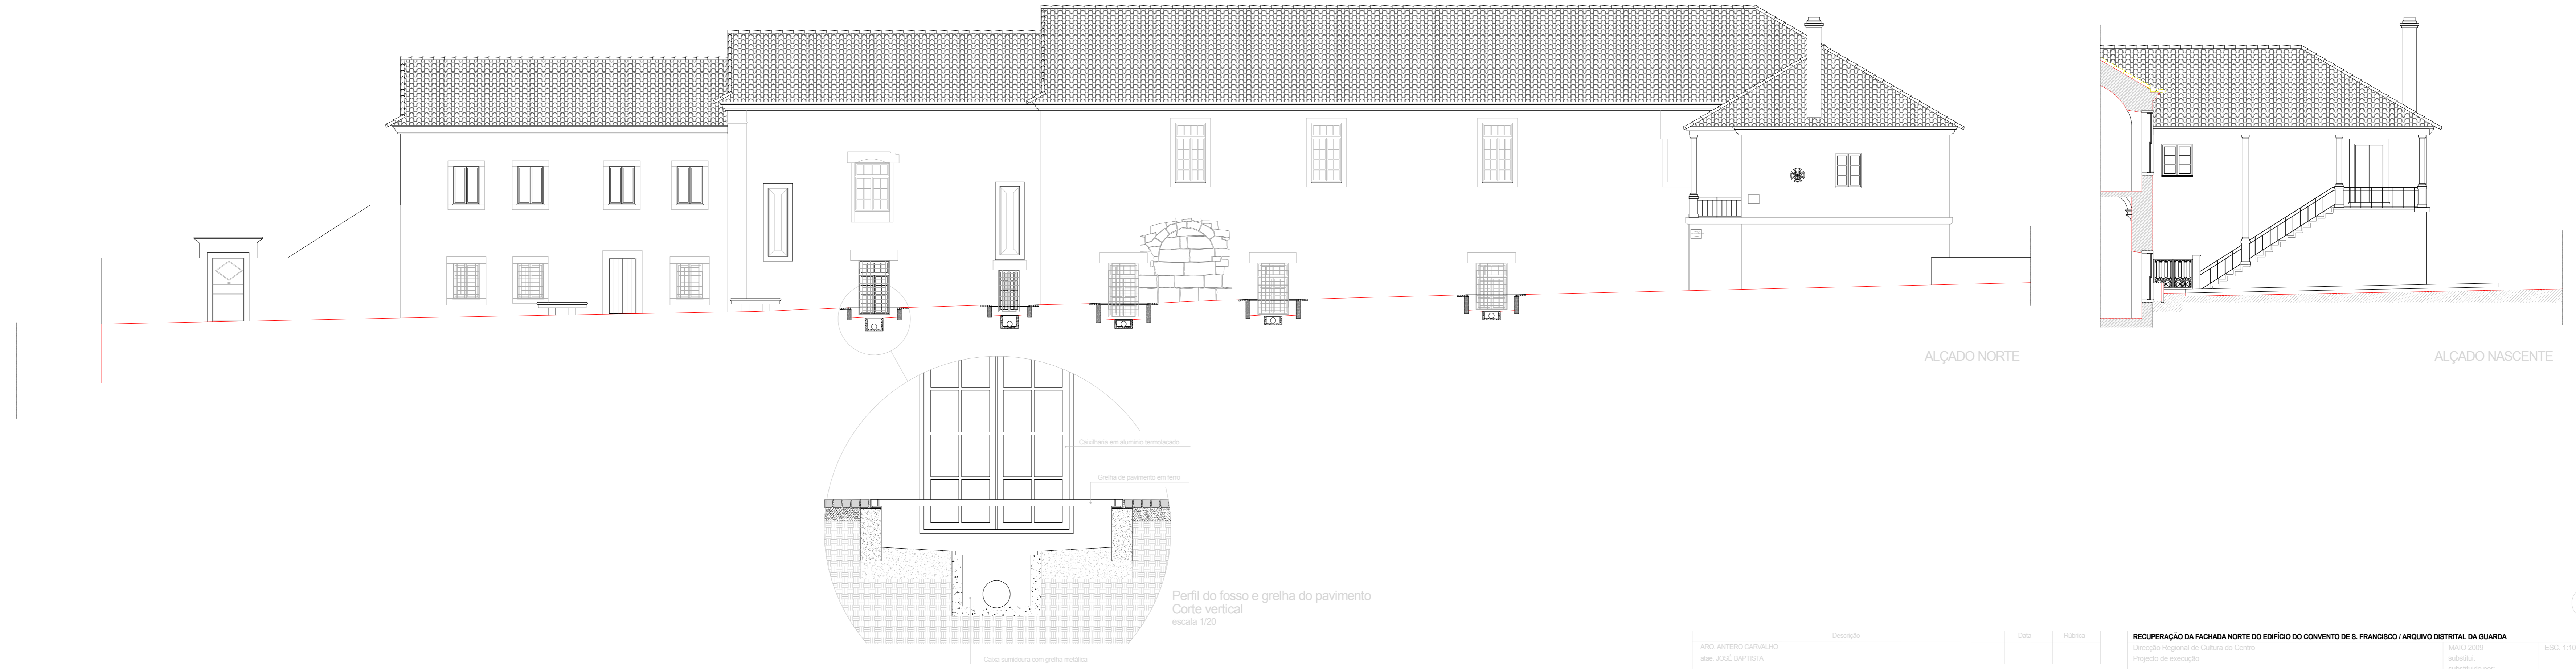 ALÇADO NORTE
ALÇADO NASCENTE
Caixilharia em alumínio termolacado
Grelha de pavimento em ferro
Perfil do fosso e grelha do pavimento
Corte vertical
escala 1/20
Caixa sumidoura com grelha metálica
Descrição Data Rubrica
ARQ. ANTERO CARVALHO
JOSÉ BAPTISTA
RECUPERAÇÃO DA FACHADA NORTE DO EDIFÍCIO DO CONVENTO DE S. FRANCISCO / ARQUIVO DISTRITAL DA GUARDA
Direcção Regional de Cultura do Centro MAIO 2009 ESC. 1:
Projecto de execução substitui